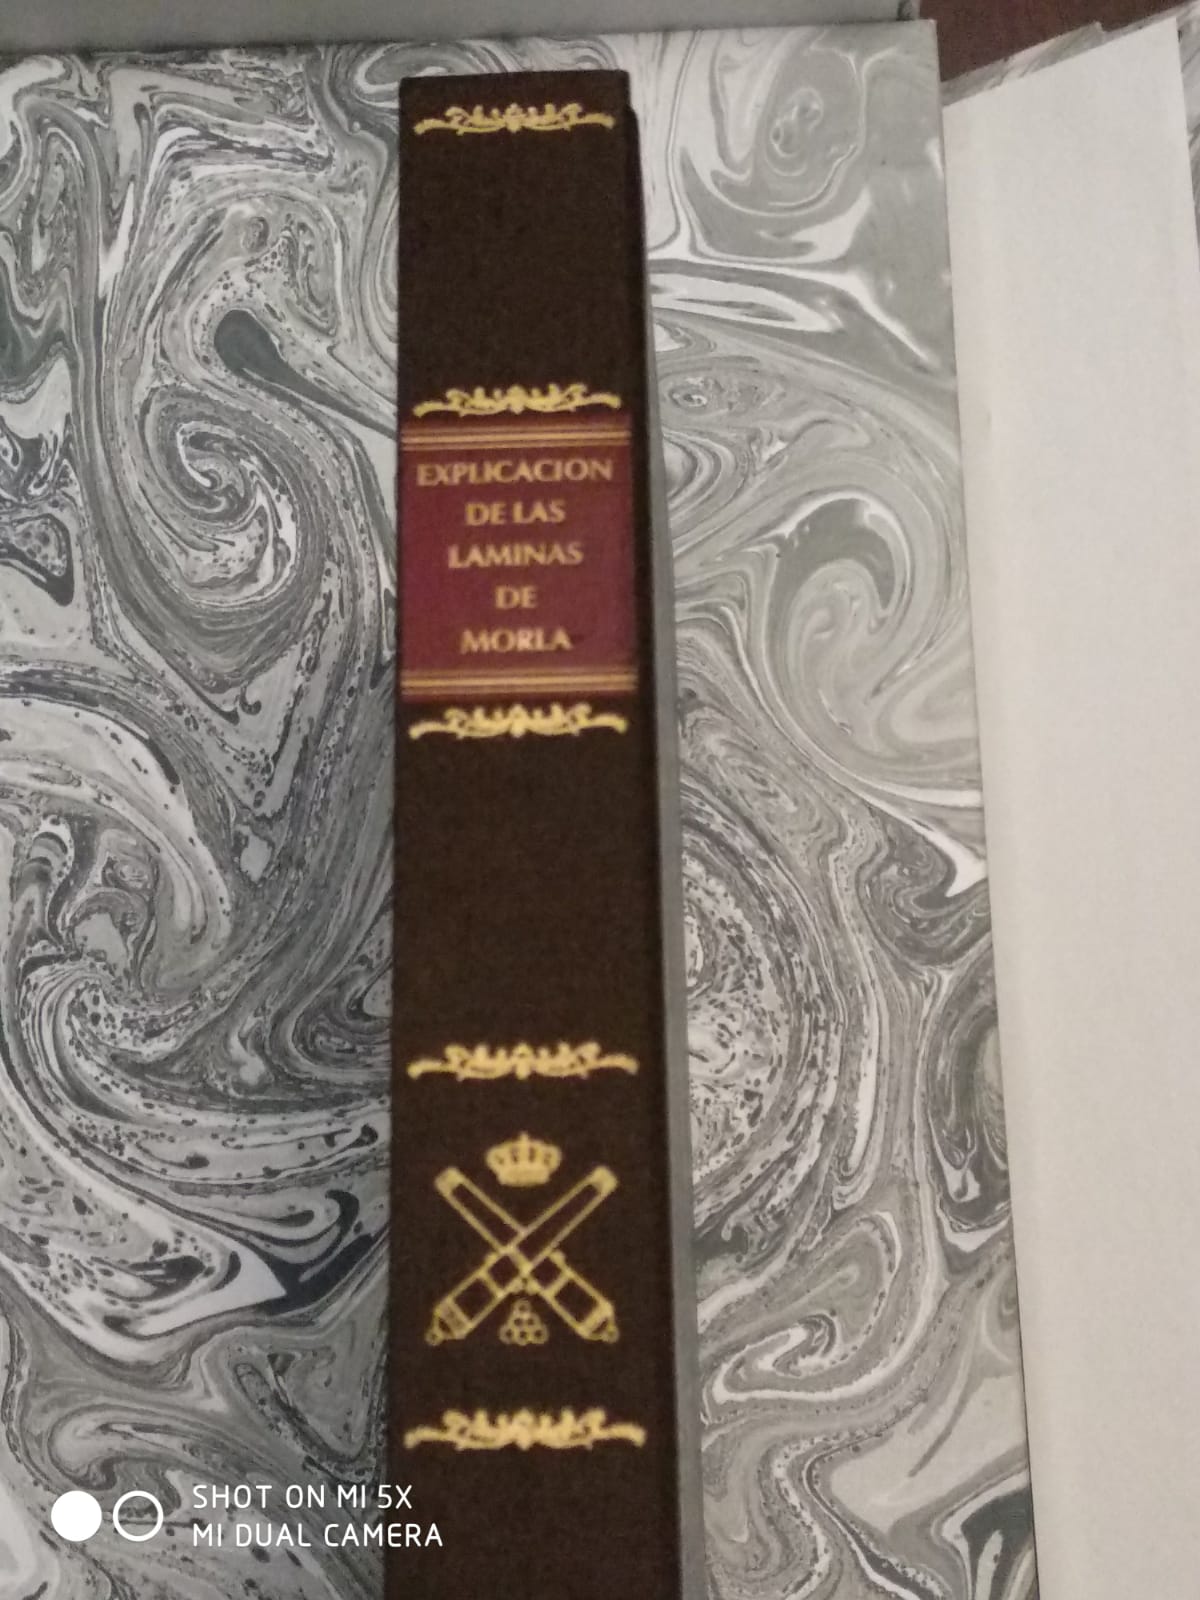 EXPLICACION
DE LAS
LAMINAS
DE
MORLA
SHOT ON MI 5X
MI DUAL CAMERA